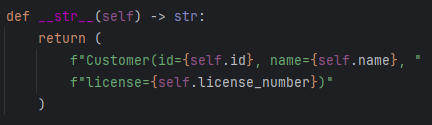 def __str__(self) -> str:
    return (
        f"Customer(id={self.id}, name={self.name}, "
        f"license={self.license_number})"
    )